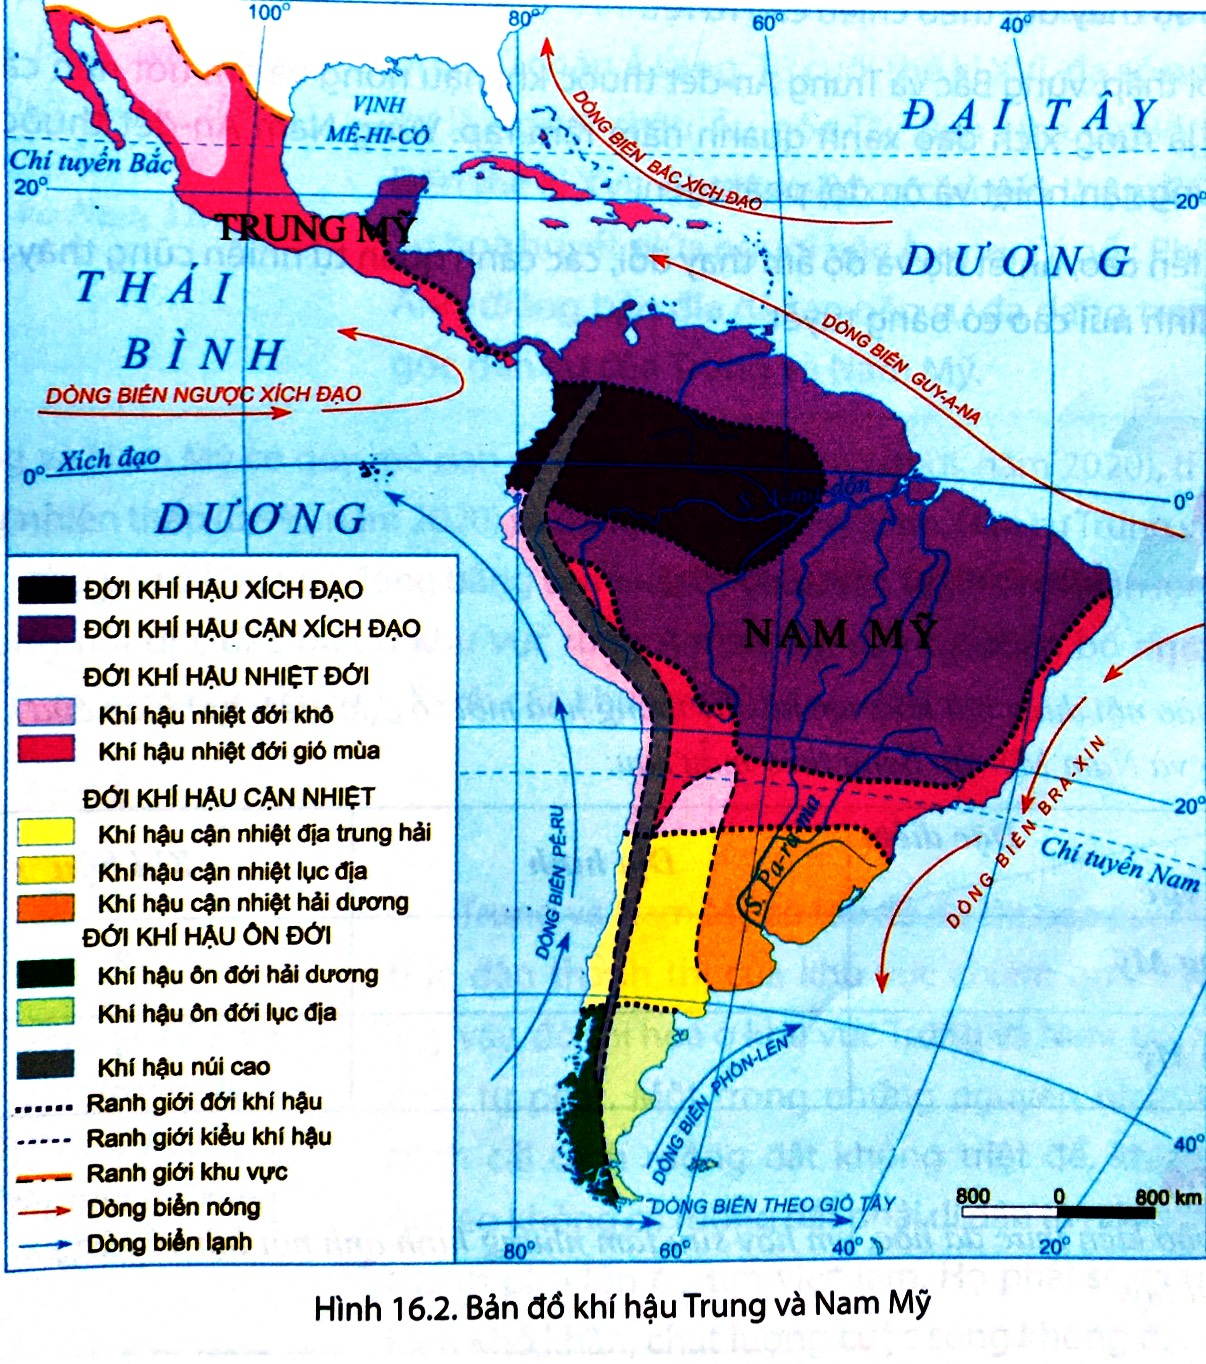 100°
80°
60°
40°
VỊNH
MÊ-HI-CÔ
ĐẠI TÂY
DÒNG BIỂN BẮC XÍCH ĐẠO
Chí tuyến Bắc
20°
20°
TRUNG MỸ
DƯƠNG
THÁI
BÌNH
DÒNG BIỂN GUY-A-NA
DÒNG BIỂN NGƯỢC XÍCH ĐẠO
Xích đạo
0°
0°
DƯƠNG
NAM MỸ
20°
Chí tuyến Nam
S. Pa-ra-na
DÒNG BIỂN BRA-XIN
DÒNG BIỂN PÊ-RU
DÒNG BIỂN PHÔN-LEN
40°
DÒNG BIỂN THEO GIÓ TÂY
800 0 800 km
80°
60°
40°
20°
ĐỚI KHÍ HẬU XÍCH ĐẠO
ĐỚI KHÍ HẬU CẬN XÍCH ĐẠO
ĐỚI KHÍ HẬU NHIỆT ĐỚI
Khí hậu nhiệt đới khô
Khí hậu nhiệt đới gió mùa
ĐỚI KHÍ HẬU CẬN NHIỆT
Khí hậu cận nhiệt địa trung hải
Khí hậu cận nhiệt lục địa
Khí hậu cận nhiệt hải dương
ĐỚI KHÍ HẬU ÔN ĐỚI
Khí hậu ôn đới hải dương
Khí hậu ôn đới lục địa
Khí hậu núi cao
Ranh giới đới khí hậu
Ranh giới kiểu khí hậu
Ranh giới khu vực
Dòng biển nóng
Dòng biển lạnh
Hình 16.2. Bản đồ khí hậu Trung và Nam Mỹ